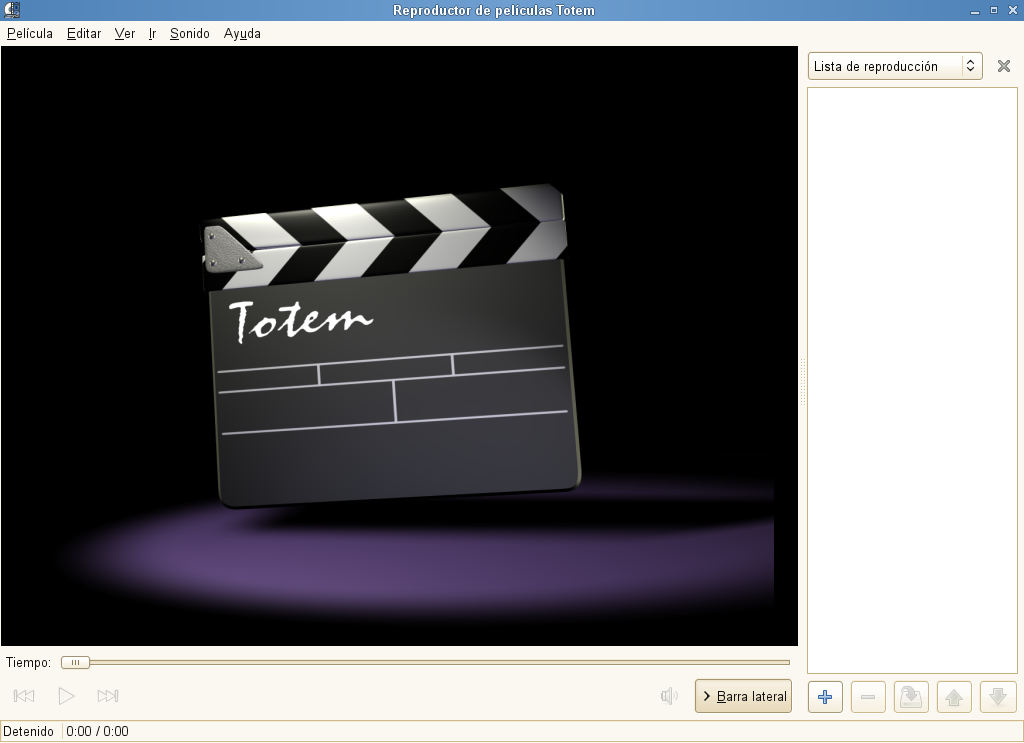 Reproductor de películas Totem
Película Editar Ver Ir Sonido Ayuda
Lista de reproducción
Totem
Tiempo:
Barra lateral
Detenido 0:00 / 0:00